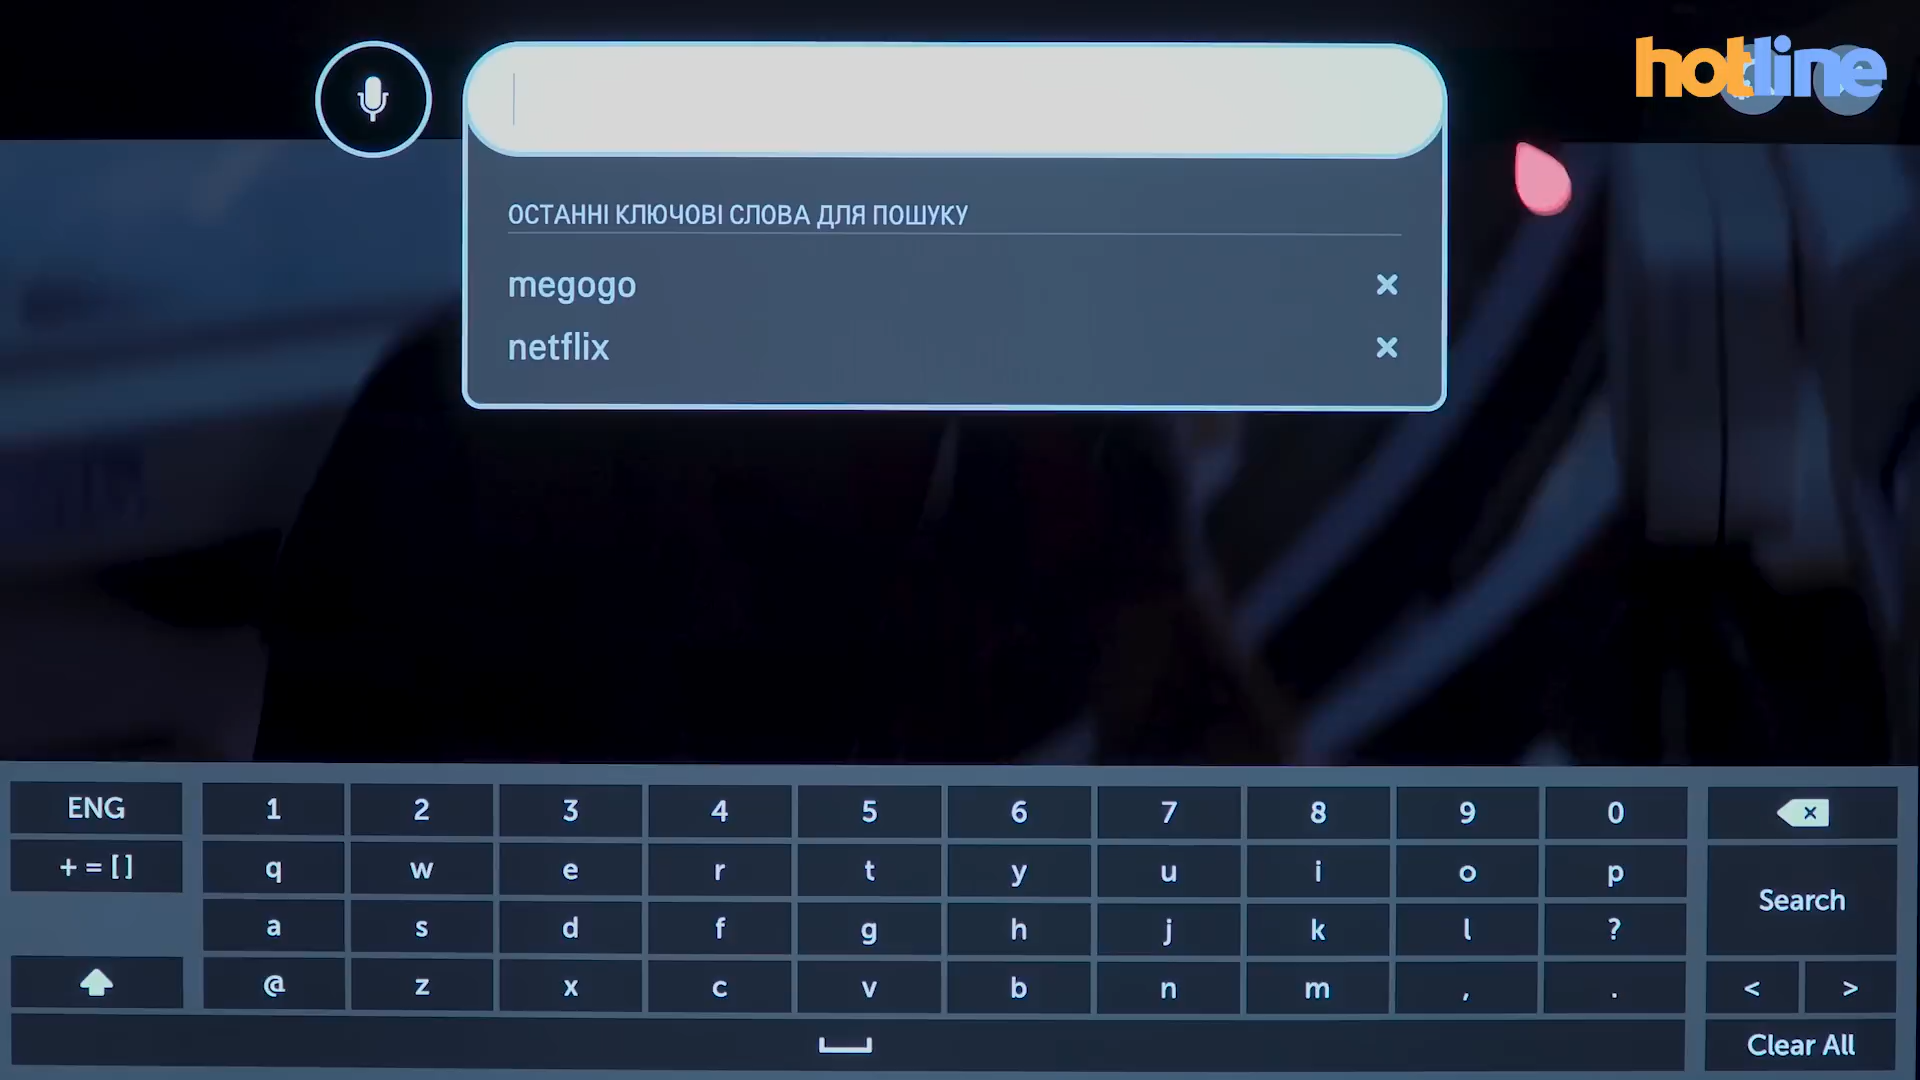 hotline
ОСТАННІ КЛЮЧОВІ СЛОВА ДЛЯ ПОШУКУ
megogo
netflix
ENG 1 2 3 4 5 6 7 8 9 0
+ = [ ] q w e r t y u i o p
Search
a s d f g h j k l ?
@ z x c v b n m , . < >
Clear All